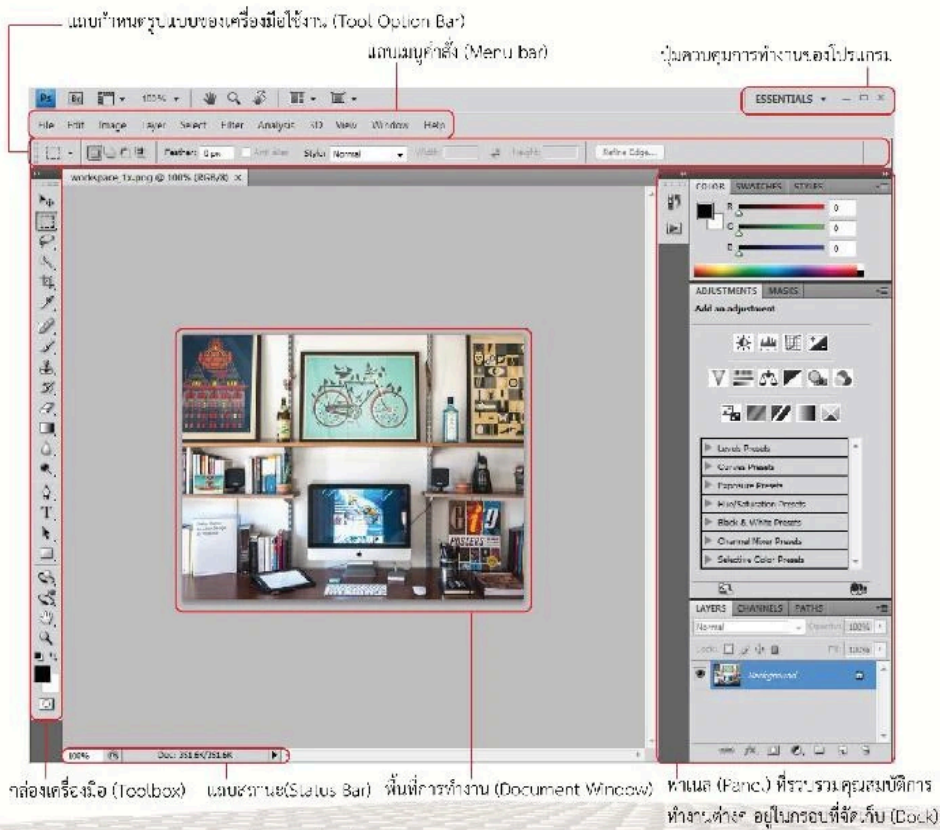 แถบกำหนดรูปแบบของเครื่องมือใช้งาน (Tool Option Bar)
แถบเมนูคำสั่ง (Menu bar)
ปุ่มควบคุมการทำงานของโปรแกรม
Ps Br 100% ESSENTIALS
File Edit Image Layer Select Filter Analysis 3D View Window Help
Feather: 0 px Anti-alias Style: Normal Width: Height: Refine Edge...
workspace_1x.png @ 100% (RGB/8) ×
COLOR SWATCHES STYLES
R 0
G 0
B 0
ADJUSTMENTS MASKS
Add an adjustment
Levels Presets
Curves Presets
Exposure Presets
Hue/Saturation Presets
Black & White Presets
Channel Mixer Presets
Selective Color Presets
LAYERS CHANNELS PATHS
Normal Opacity: 100%
Lock: Fill: 100%
Background
100% Doc: 351.6K/351.6K
กล่องเครื่องมือ (Toolbox) แถบสถานะ(Status Bar) พื้นที่การทำงาน (Document Window)
พาเนล (Panel) ที่รวบรวมคุณสมบัติการ
ทำงานต่างๆ อยู่ในกรอบที่จัดเก็บ (Dock)